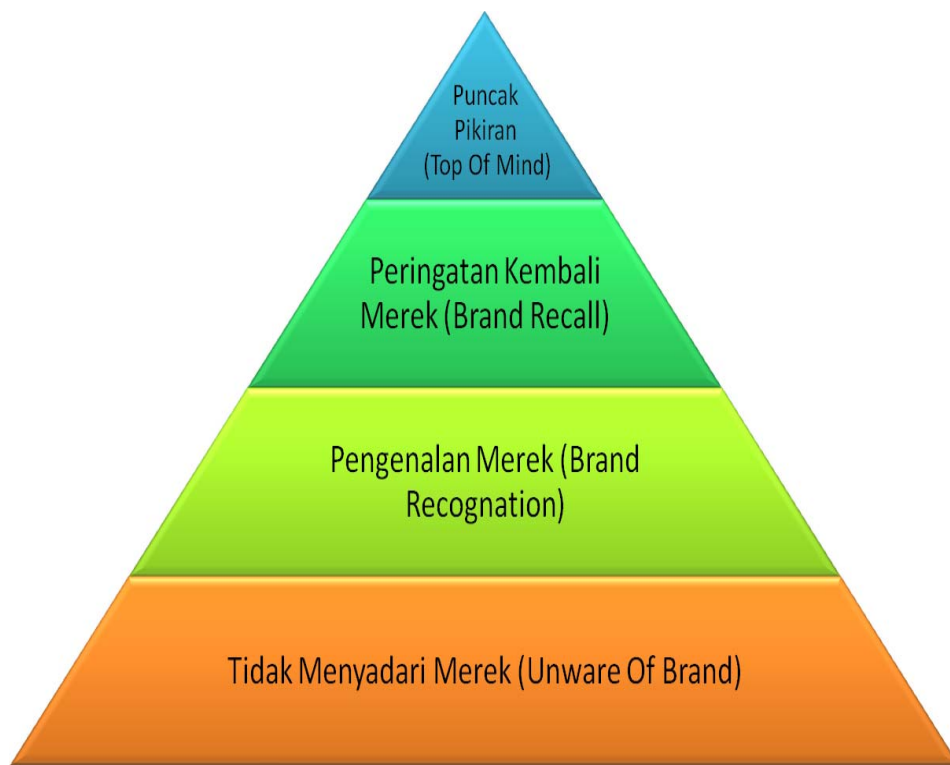 Puncak
Pikiran
(Top Of Mind)
Peringatan Kembali
Merek (Brand Recall)
Pengenalan Merek (Brand
Recognation)
Tidak Menyadari Merek (Unware Of Brand)